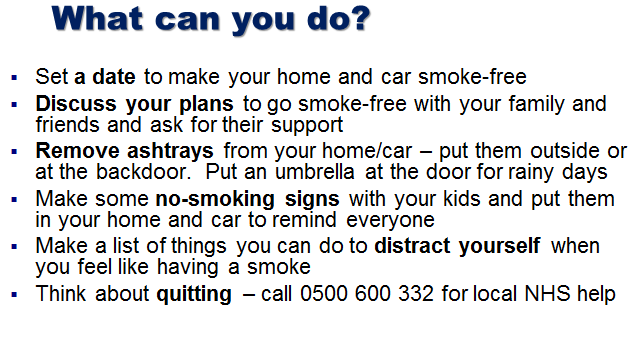 What can you do?
▪ Set a date to make your home and car smoke-free
▪ Discuss your plans to go smoke-free with your family and
friends and ask for their support
▪ Remove ashtrays from your home/car – put them outside or
at the backdoor.  Put an umbrella at the door for rainy days
▪ Make some no-smoking signs with your kids and put them
in your home and car to remind everyone
▪ Make a list of things you can do to distract yourself when
you feel like having a smoke
▪ Think about quitting – call 0500 600 332 for local NHS help